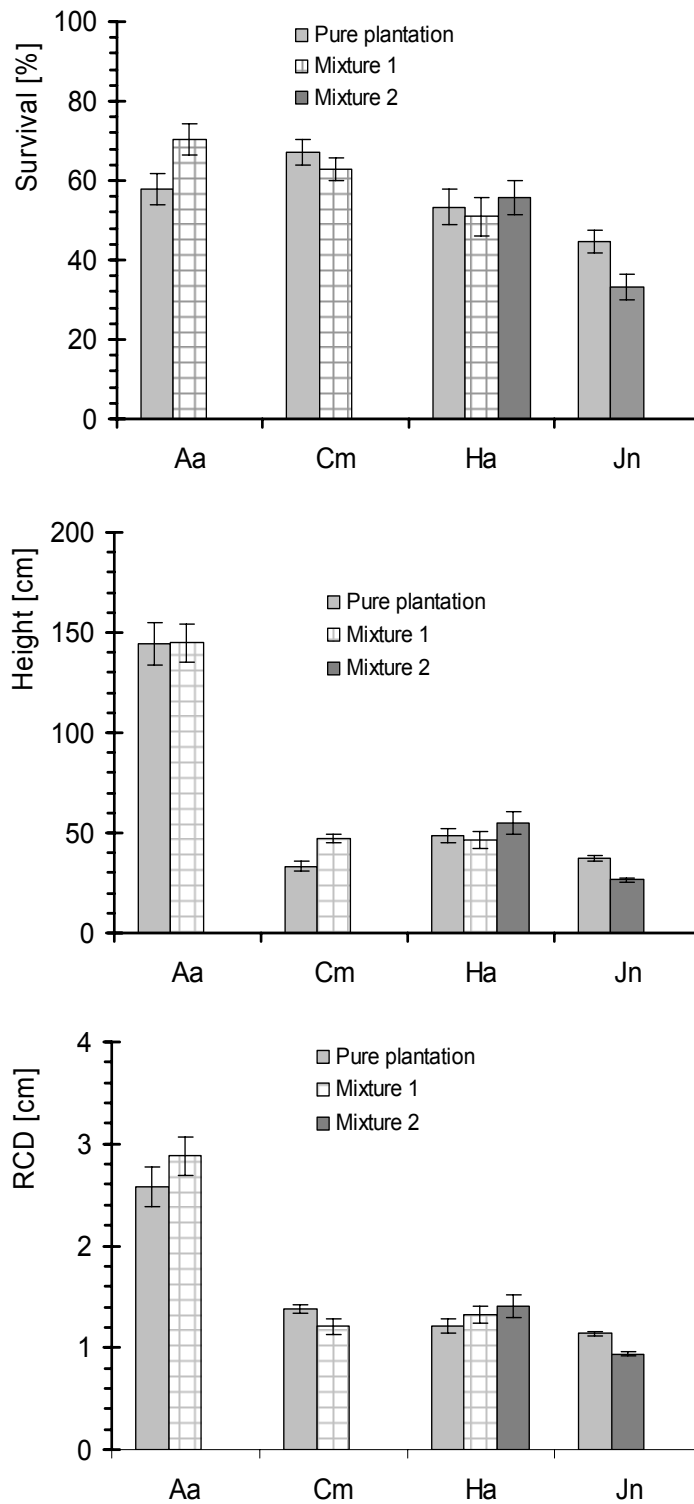 Survival [%]
100
80
60
40
20
0
Pure plantation
Mixture 1
Mixture 2
Aa Cm Ha Jn
Height [cm]
200
150
100
50
0
Pure plantation
Mixture 1
Mixture 2
Aa Cm Ha Jn
RCD [cm]
4
3
2
1
0
Pure plantation
Mixture 1
Mixture 2
Aa Cm Ha Jn